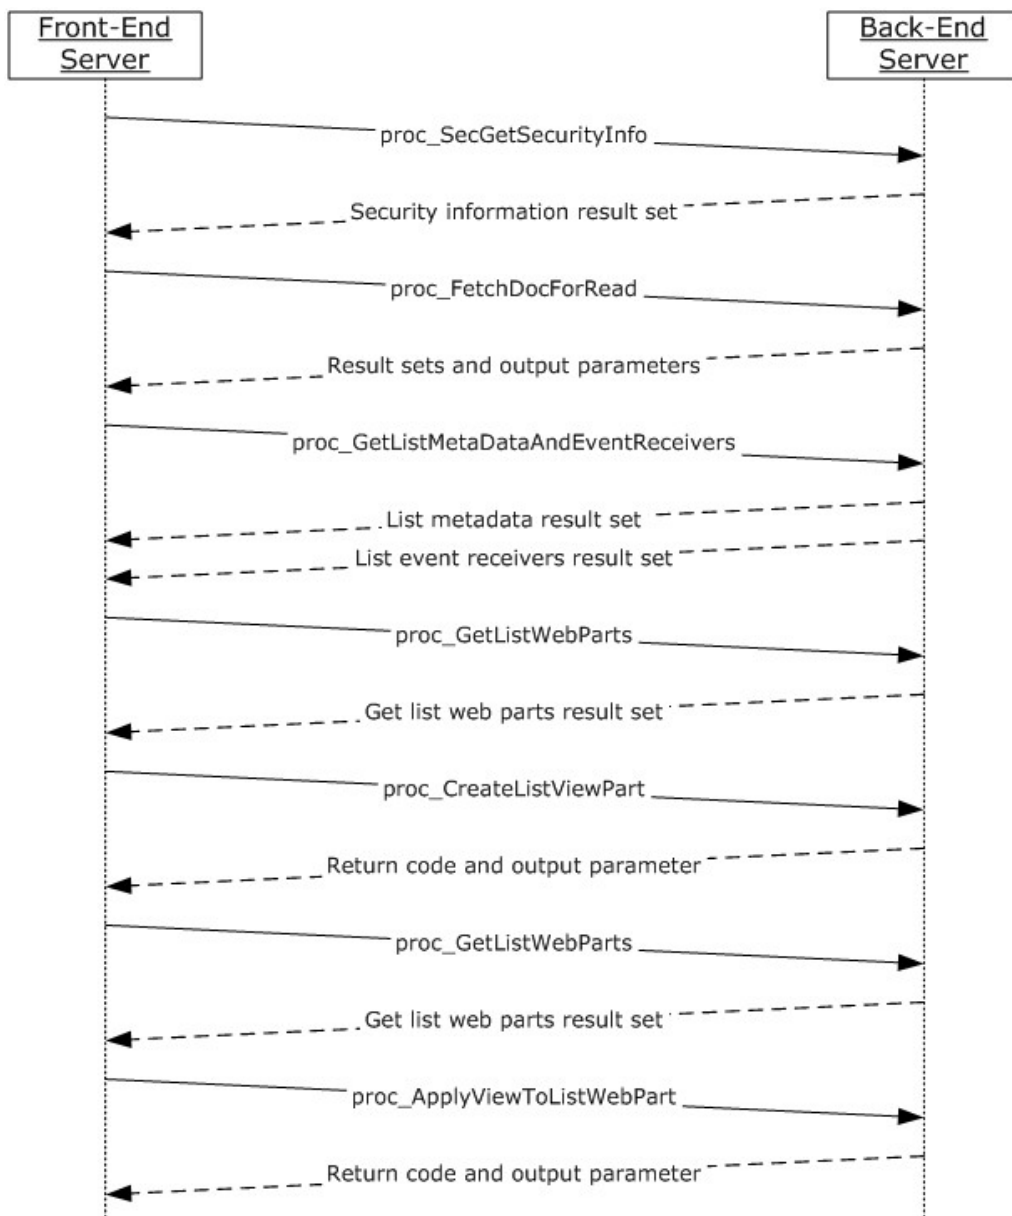 Front-End
Server
Back-End
Server
proc_SecGetSecurityInfo
Security information result set
proc_FetchDocForRead
Result sets and output parameters
proc_GetListMetaDataAndEventReceivers
List metadata result set
List event receivers result set
proc_GetListWebParts
Get list web parts result set
proc_CreateListViewPart
Return code and output parameter
proc_GetListWebParts
Get list web parts result set
proc_ApplyViewToListWebPart
Return code and output parameter